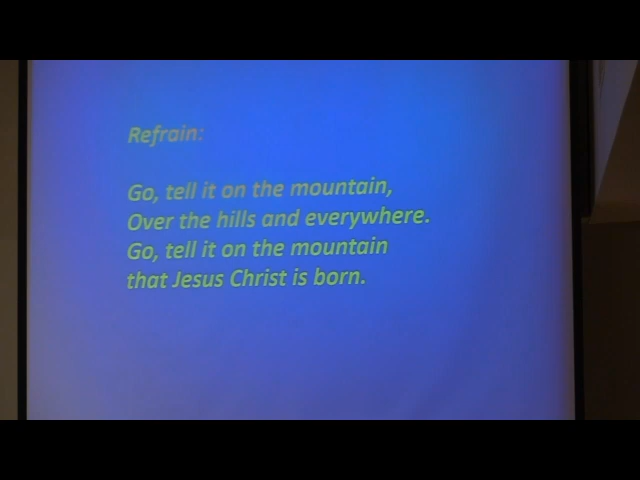 Refrain:
Go, tell it on the mountain,
Over the hills and everywhere.
Go, tell it on the mountain
that Jesus Christ is born.